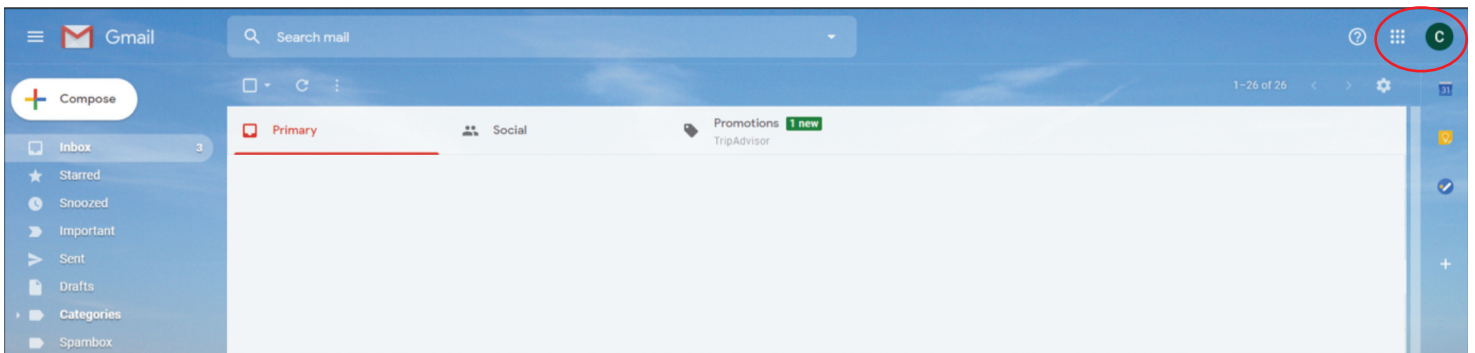 Gmail
Search mail
C
Compose
1–26 of 26
31
Primary
Social
Promotions 1 new
TripAdvisor
Inbox 3
Starred
Snoozed
Important
Sent
Drafts
Categories
Spambox